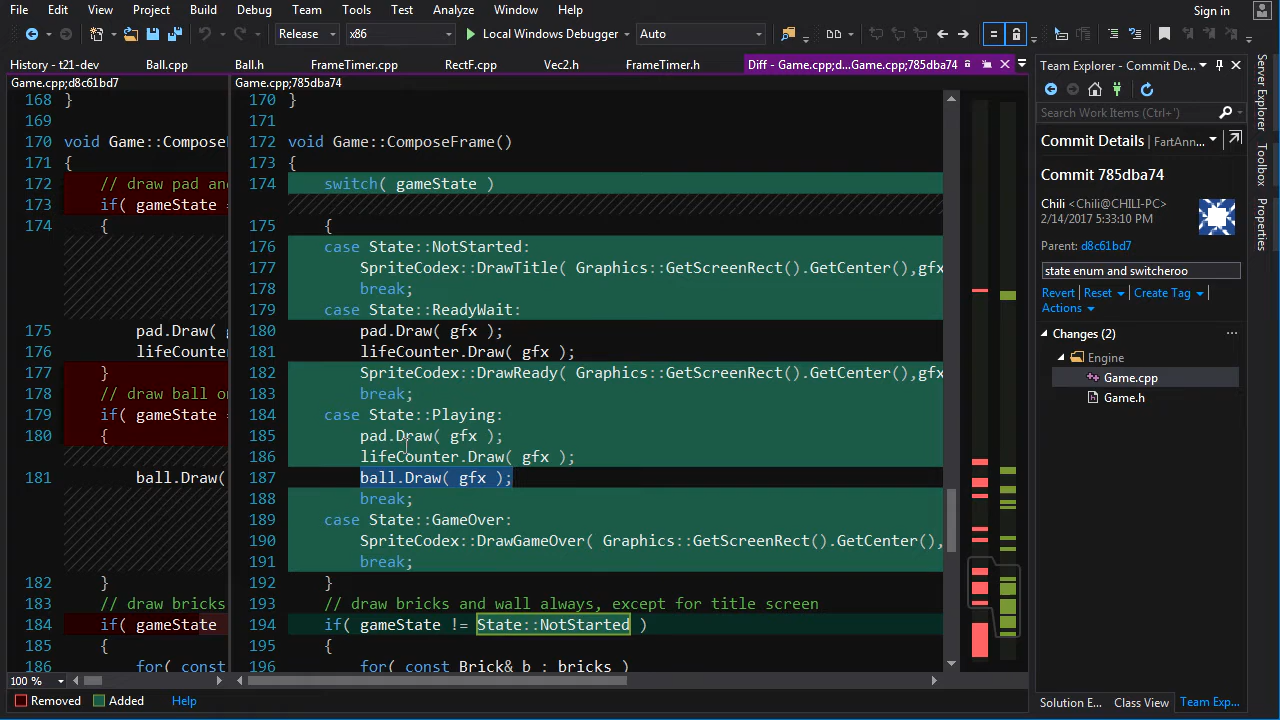 File Edit View Project Build Debug Team Tools Test Analyze Window Help Sign in
Release x86 Local Windows Debugger Auto
History - t21-dev Ball.cpp Ball.h FrameTimer.cpp RectF.cpp Vec2.h FrameTimer.h Diff - Game.cpp;d...Game.cpp;785dba74
Game.cpp;d8c61bd7
168 }
169
170 void Game::ComposeF
171 {
172 // draw pad and
173 if( gameState =
174 {
175 pad.Draw( g
176 lifeCounter
177 }
178 // draw ball o
179 if( gameState =
180 {
181 ball.Draw(
182 }
183 // draw bricks
184 if( gameState
185 {
186 for( const
Game.cpp;785dba74
170 }
171
172 void Game::ComposeFrame()
173 {
174 switch( gameState )
175 {
176 case State::NotStarted:
177 SpriteCodex::DrawTitle( Graphics::GetScreenRect().GetCenter(),gfx
178 break;
179 case State::ReadyWait:
180 pad.Draw( gfx );
181 lifeCounter.Draw( gfx );
182 SpriteCodex::DrawReady( Graphics::GetScreenRect().GetCenter(),gfx
183 break;
184 case State::Playing:
185 pad.Draw( gfx );
186 lifeCounter.Draw( gfx );
187 ball.Draw( gfx );
188 break;
189 case State::GameOver:
190 SpriteCodex::DrawGameOver( Graphics::GetScreenRect().GetCenter(),
191 break;
192 }
193 // draw bricks and wall always, except for title screen
194 if( gameState != State::NotStarted )
195 {
196 for( const Brick& b : bricks )
100 %
Removed Added Help
Team Explorer - Commit De...
Search Work Items (Ctrl+')
Commit Details | FartAnn...
Commit 785dba74
Chili <Chili@CHILI-PC>
2/14/2017 5:33:10 PM
Parent: d8c61bd7
state enum and switcheroo
Revert Reset Create Tag
Actions
Changes (2)
Engine
Game.cpp
Game.h
Solution E... Class View Team Exp...
Server Explorer
Toolbox
Properties